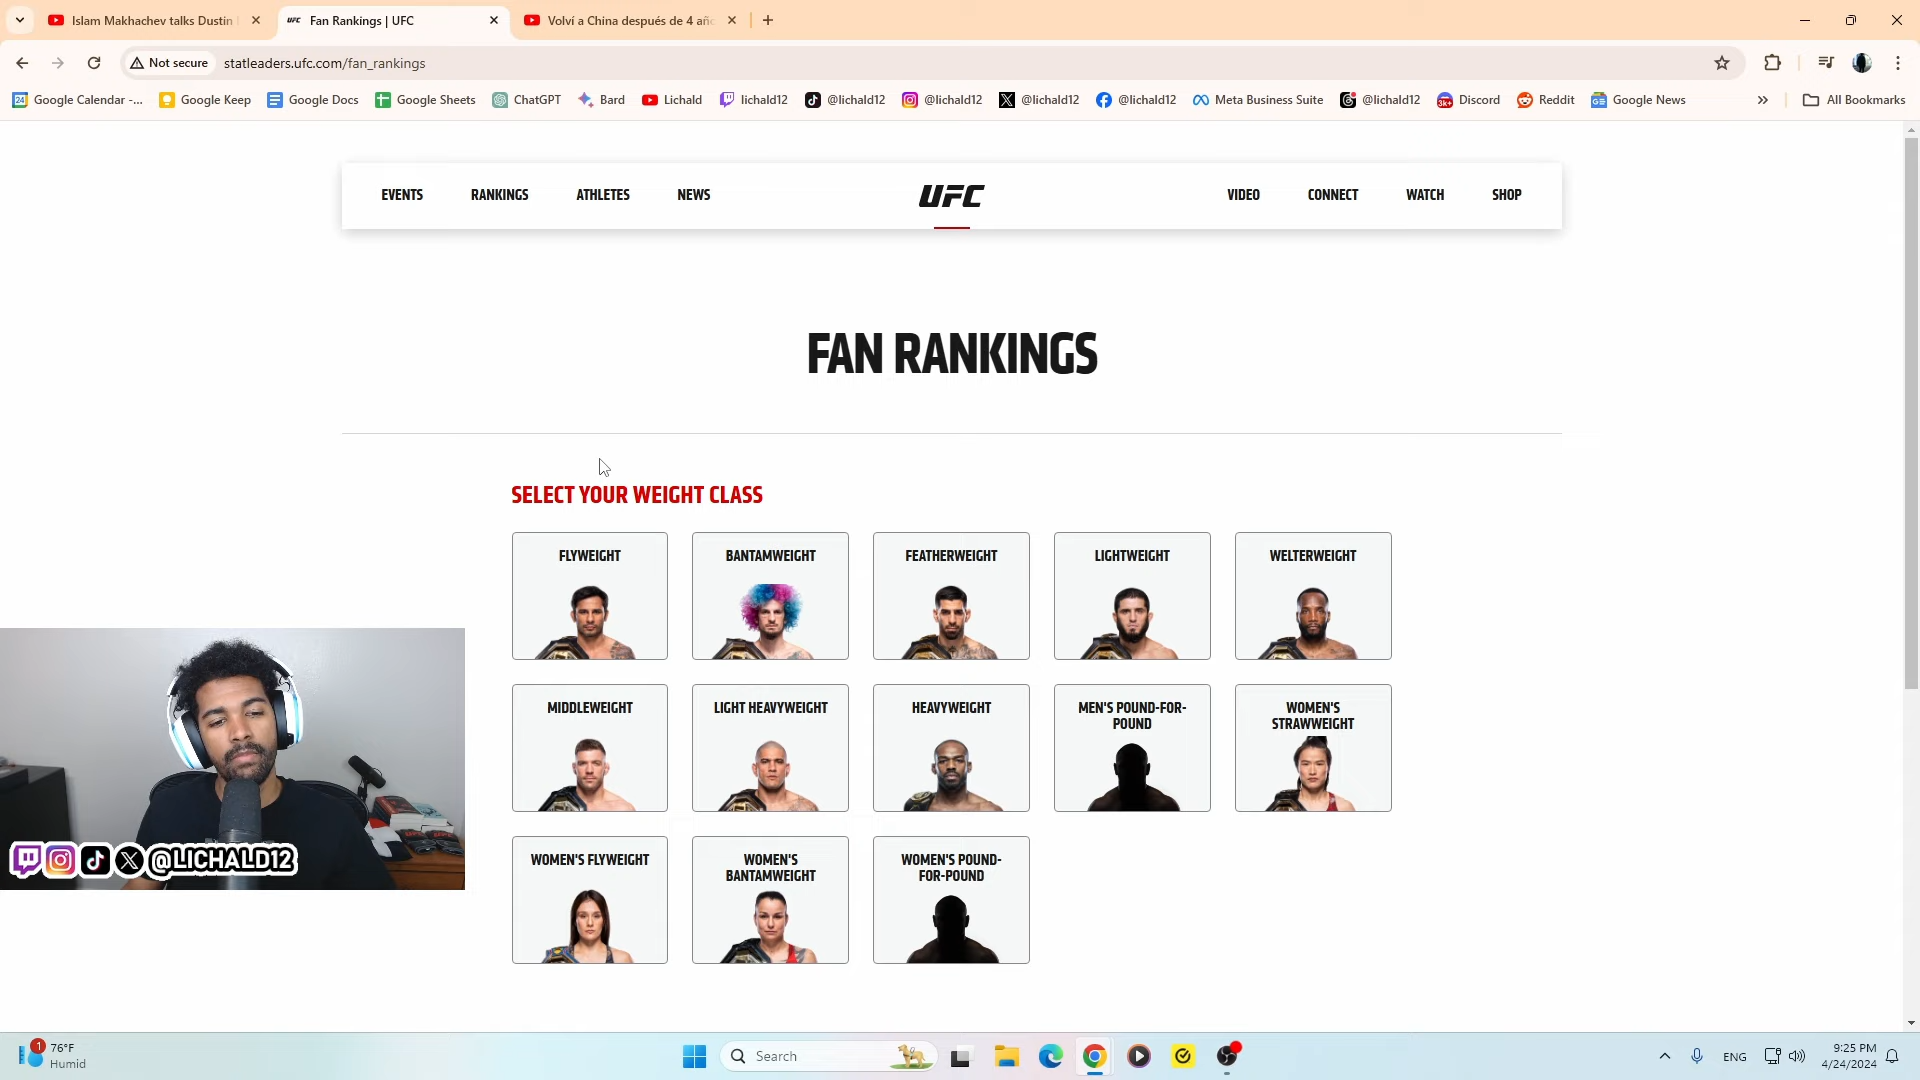 Islam Makhachev talks Dustin
Fan Rankings | UFC
Volví a China después de 4 añ
Not secure
statleaders.ufc.com/fan_rankings
24
Google Calendar -...
Google Keep
Google Docs
Google Sheets
ChatGPT
Bard
Lichald
lichald12
@lichald12
@lichald12
@lichald12
@lichald12
Meta Business Suite
@lichald12
3K+
Discord
Reddit
Google News
All Bookmarks
EVENTS
RANKINGS
ATHLETES
NEWS
UFC
VIDEO
CONNECT
WATCH
SHOP
FAN RANKINGS
SELECT YOUR WEIGHT CLASS
FLYWEIGHT
BANTAMWEIGHT
FEATHERWEIGHT
LIGHTWEIGHT
WELTERWEIGHT
MIDDLEWEIGHT
LIGHT HEAVYWEIGHT
HEAVYWEIGHT
MEN'S POUND-FOR-
POUND
WOMEN'S
STRAWWEIGHT
WOMEN'S FLYWEIGHT
WOMEN'S
BANTAMWEIGHT
WOMEN'S POUND-
FOR-POUND
@LICHALD12
1
76°F
Humid
Search
ENG
9:25 PM
4/24/2024